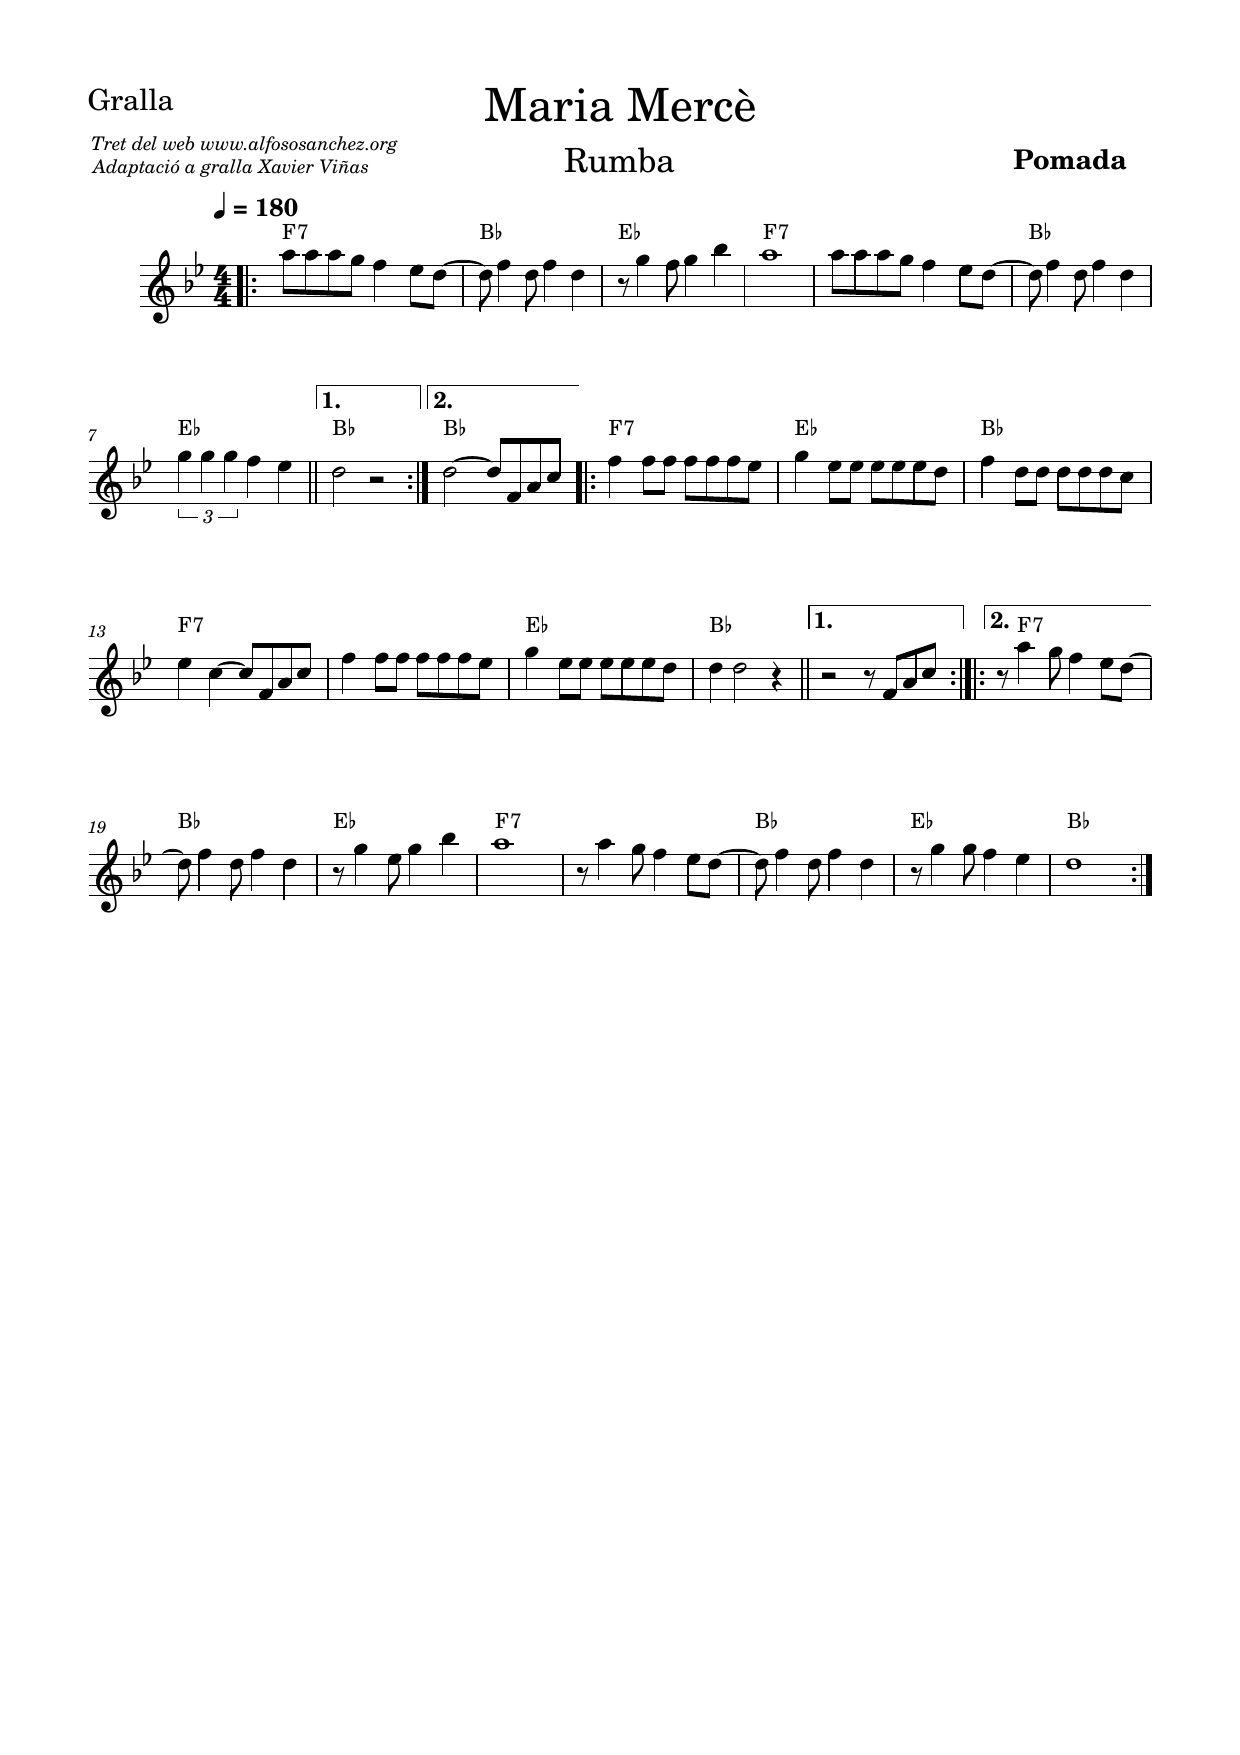 Gralla
Maria Mercè
Tret del web www.alfososanchez.org
Adaptació a gralla Xavier Viñas
Rumba
Pomada
= 180
F7 B♭ E♭ F7 B♭
4
4
1. 2.
7 E♭ B♭ B♭ F7 E♭ B♭
3
1. 2.
13 F7 E♭ B♭ F7
19 B♭ E♭ F7 B♭ E♭ B♭